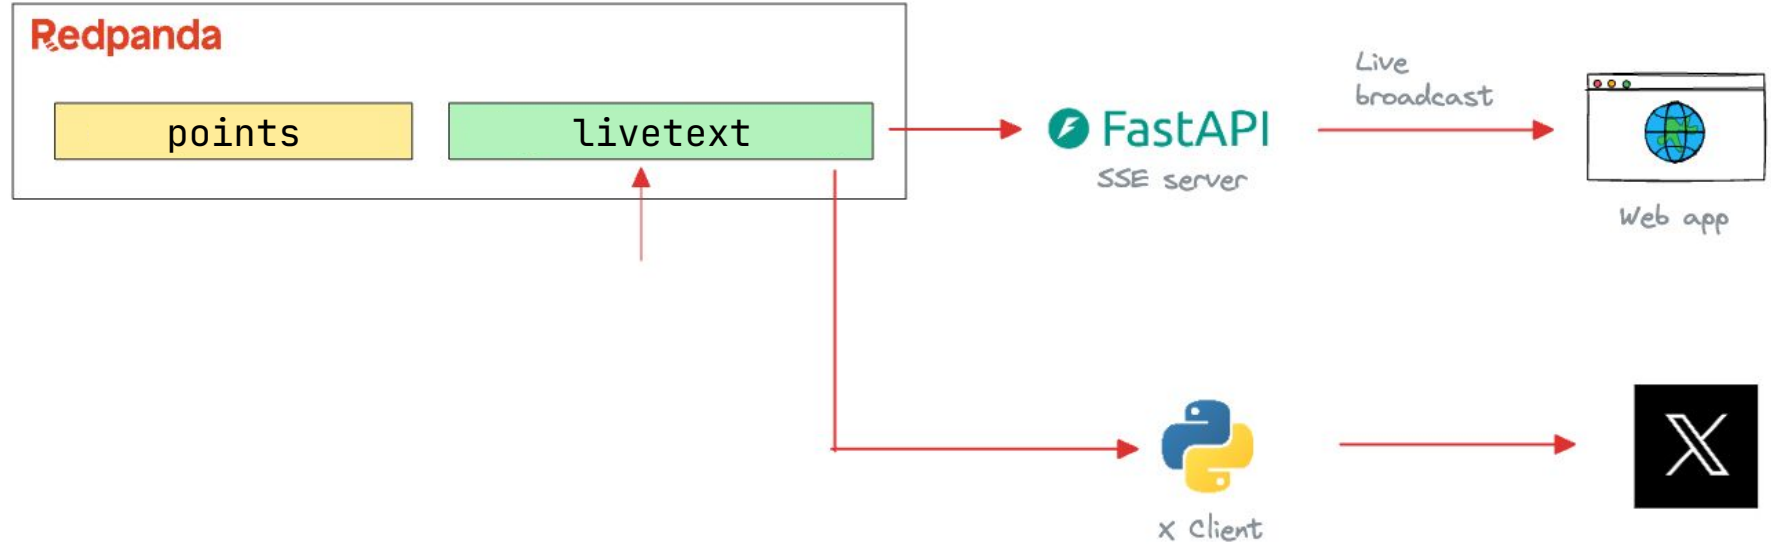 Redpanda
points
livetext
FastAPI
SSE server
Live
broadcast
Web app
X Client
X